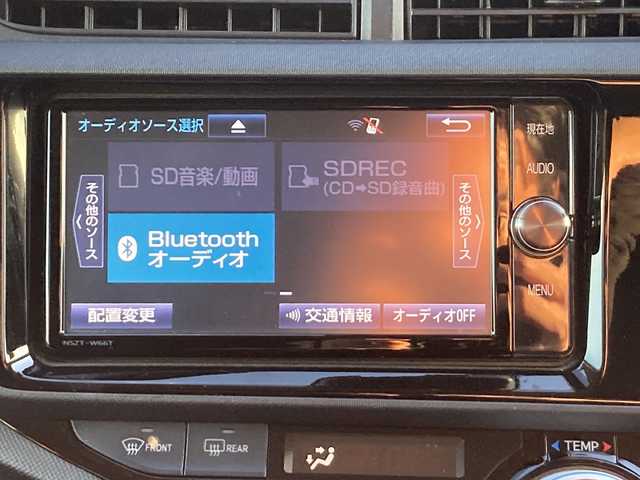 オーディオソース選択
現在地
SD音楽/動画
SDREC
(CD➡SD録音曲)
AUDIO
その他のソース
その他のソース
Bluetooth
オーディオ
MENU
配置変更
交通情報
オーディオOFF
NSZT-W66T
FRONT
REAR
TEMP